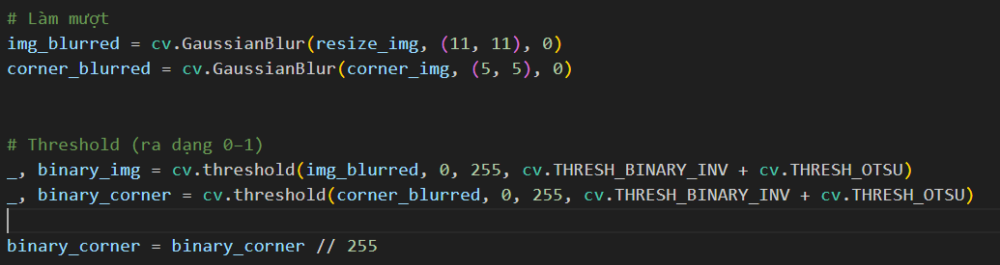 # Làm mượt
img_blurred = cv.GaussianBlur(resize_img, (11, 11), 0)
corner_blurred = cv.GaussianBlur(corner_img, (5, 5), 0)
# Threshold (ra dạng 0–1)
_, binary_img = cv.threshold(img_blurred, 0, 255, cv.THRESH_BINARY_INV + cv.THRESH_OTSU)
_, binary_corner = cv.threshold(corner_blurred, 0, 255, cv.THRESH_BINARY_INV + cv.THRESH_OTSU)
binary_corner = binary_corner // 255